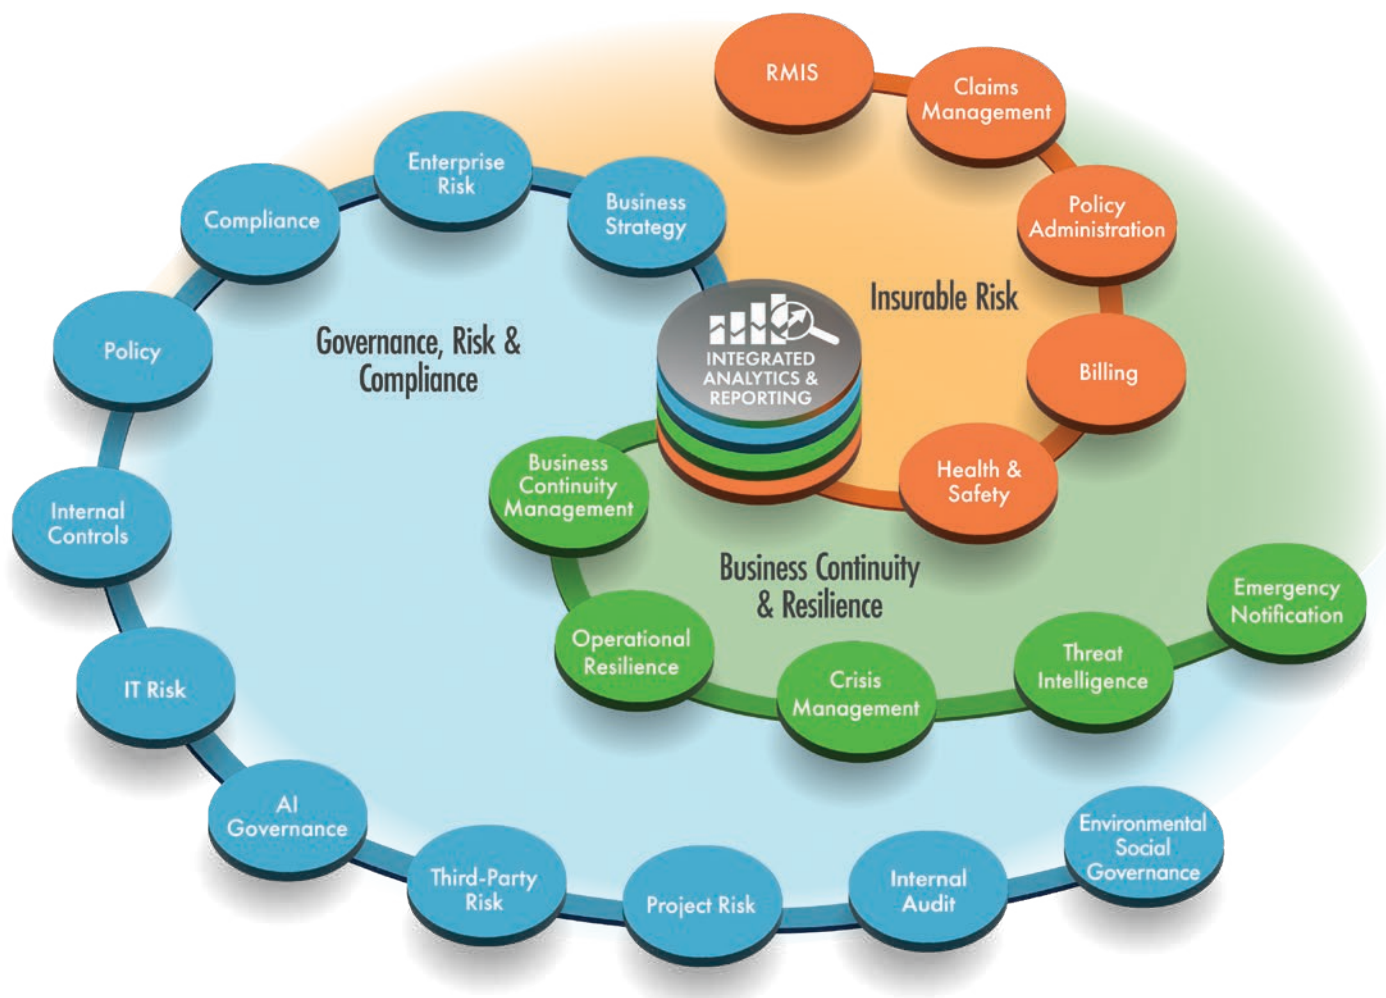 RMIS
Claims
Management
Policy
Administration
Billing
Health &
Safety
Insurable Risk
Enterprise
Risk
Business
Strategy
Compliance
Policy
Internal
Controls
IT Risk
AI
Governance
Third-Party
Risk
Project Risk
Internal
Audit
Environmental
Social
Governance
Governance, Risk &
Compliance
INTEGRATED
ANALYTICS &
REPORTING
Business
Continuity
Management
Operational
Resilience
Crisis
Management
Threat
Intelligence
Emergency
Notification
Business Continuity
& Resilience